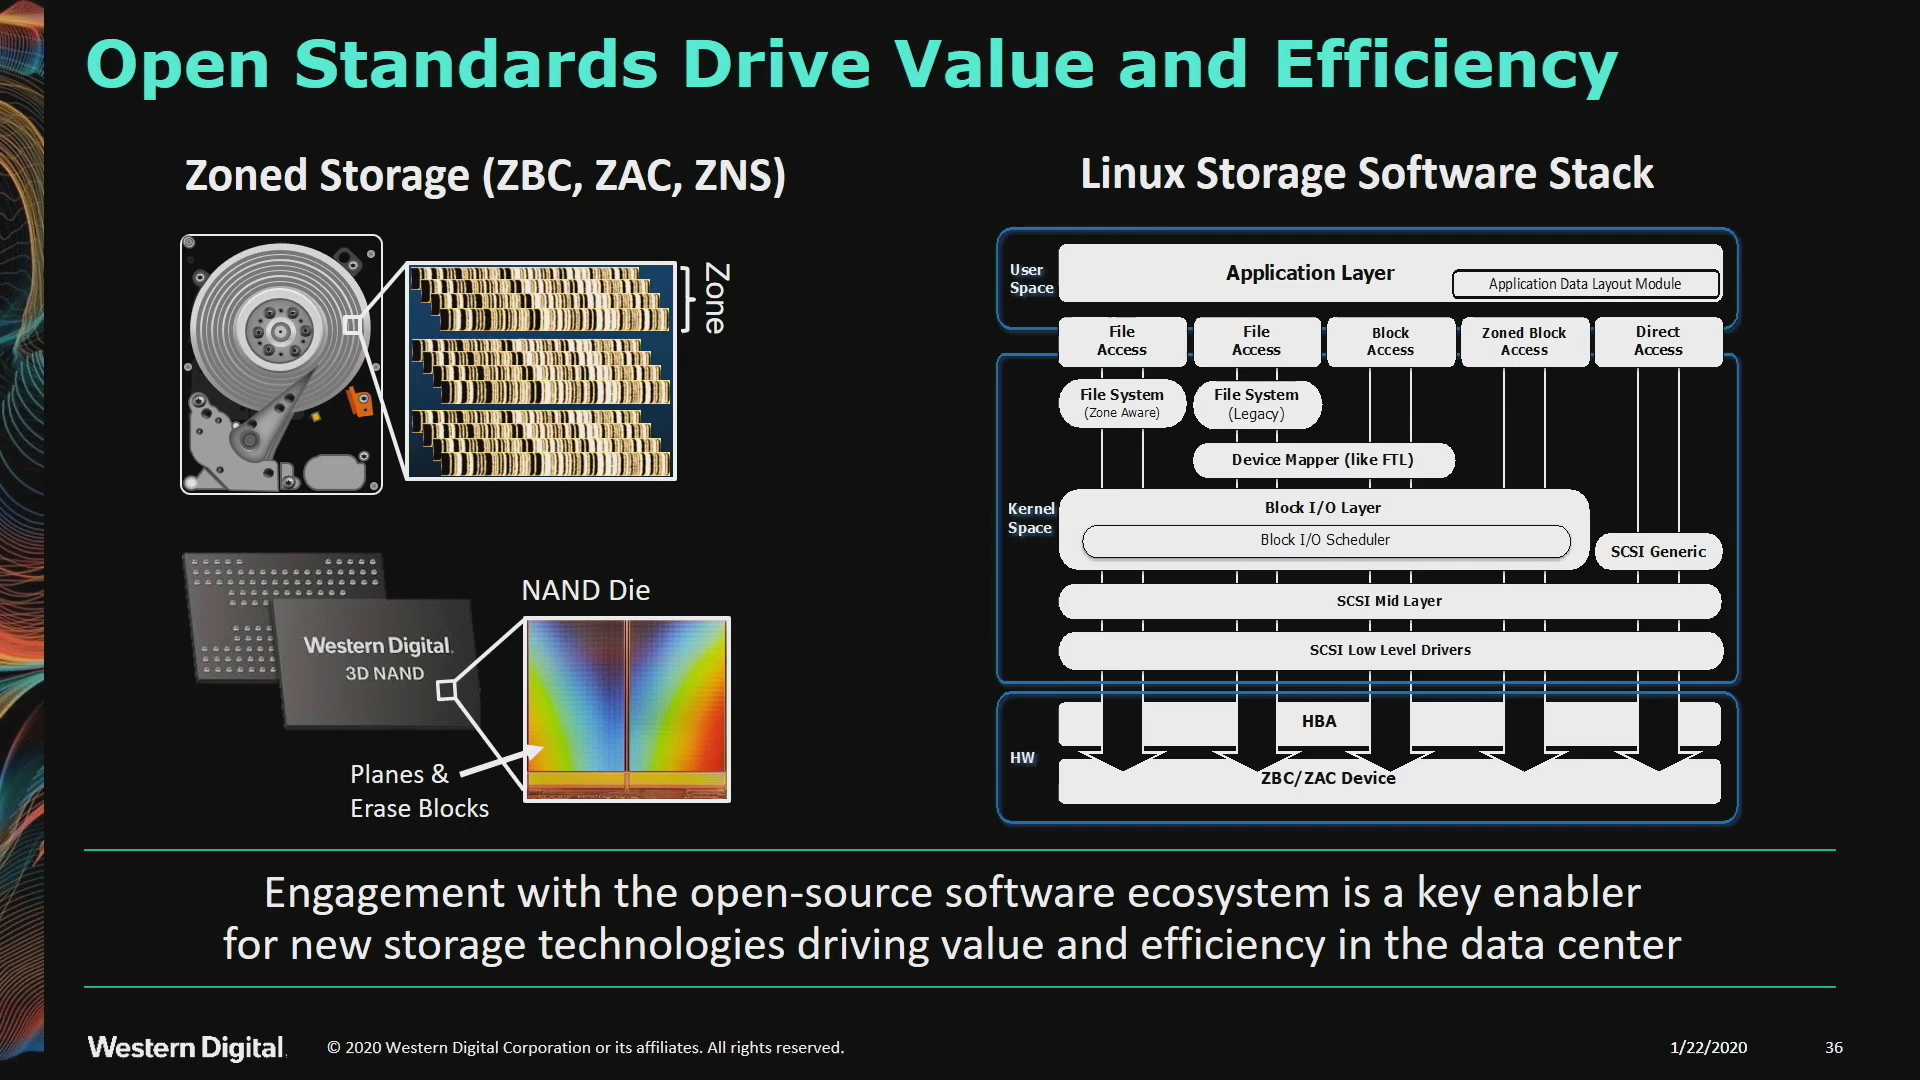 Open Standards Drive Value and Efficiency
Zoned Storage (ZBC, ZAC, ZNS)
Zone
NAND Die
Western Digital.
3D NAND
Planes &
Erase Blocks
Linux Storage Software Stack
User
Space
Application Layer
Application Data Layout Module
File
Access
File
Access
Block
Access
Zoned Block
Access
Direct
Access
File System
(Zone Aware)
File System
(Legacy)
Device Mapper (like FTL)
Kernel
Space
Block I/O Layer
Block I/O Scheduler
SCSI Generic
SCSI Mid Layer
SCSI Low Level Drivers
HW
HBA
ZBC/ZAC Device
Engagement with the open-source software ecosystem is a key enabler
for new storage technologies driving value and efficiency in the data center
Western Digital.
© 2020 Western Digital Corporation or its affiliates. All rights reserved.
1/22/2020
36